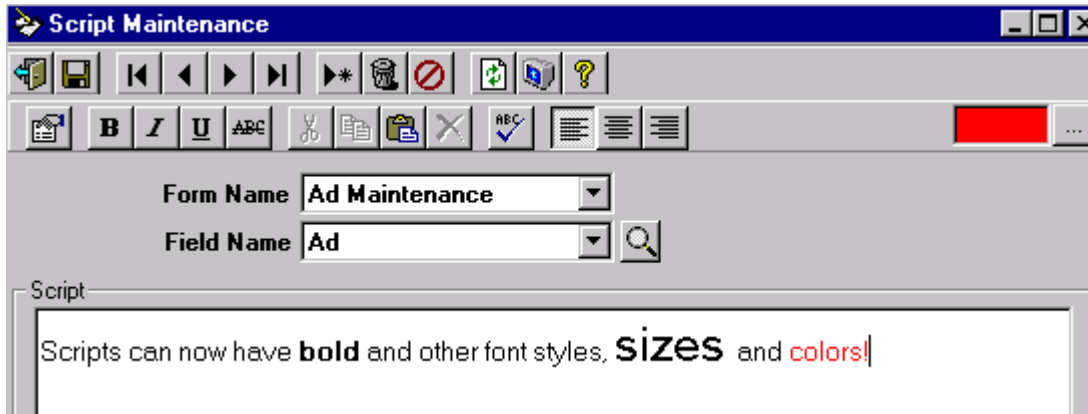 Script Maintenance
B I U ABC ABC ...
Form Name Ad Maintenance
Field Name Ad
Script
Scripts can now have bold and other font styles, sizes and colors!